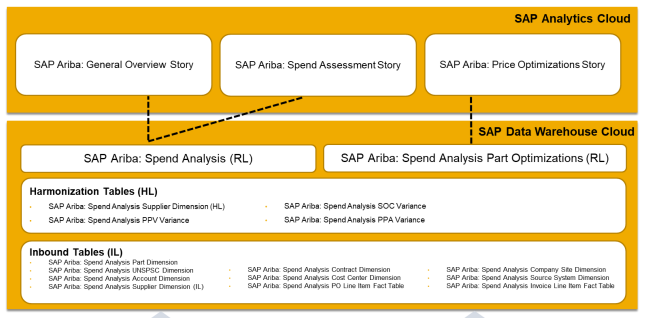 SAP Analytics Cloud
SAP Ariba: General Overview Story
SAP Ariba: Spend Assessment Story
SAP Ariba: Price Optimizations Story
SAP Data Warehouse Cloud
SAP Ariba: Spend Analysis (RL)
SAP Ariba: Spend Analysis Part Optimizations (RL)
Harmonization Tables (HL)
SAP Ariba: Spend Analysis Supplier Dimension (HL)
SAP Ariba: Spend Analysis PPV Variance
SAP Ariba: Spend Analysis SOC Variance
SAP Ariba: Spend Analysis PPA Variance
Inbound Tables (IL)
SAP Ariba: Spend Analysis Part Dimension
SAP Ariba: Spend Analysis UNSPSC Dimension
SAP Ariba: Spend Analysis Account Dimension
SAP Ariba: Spend Analysis Supplier Dimension (IL)
SAP Ariba: Spend Analysis Contract Dimension
SAP Ariba: Spend Analysis Cost Center Dimension
SAP Ariba: Spend Analysis PO Line Item Fact Table
SAP Ariba: Spend Analysis Company Site Dimension
SAP Ariba: Spend Analysis Source System Dimension
SAP Ariba: Spend Analysis Invoice Line Item Fact Table